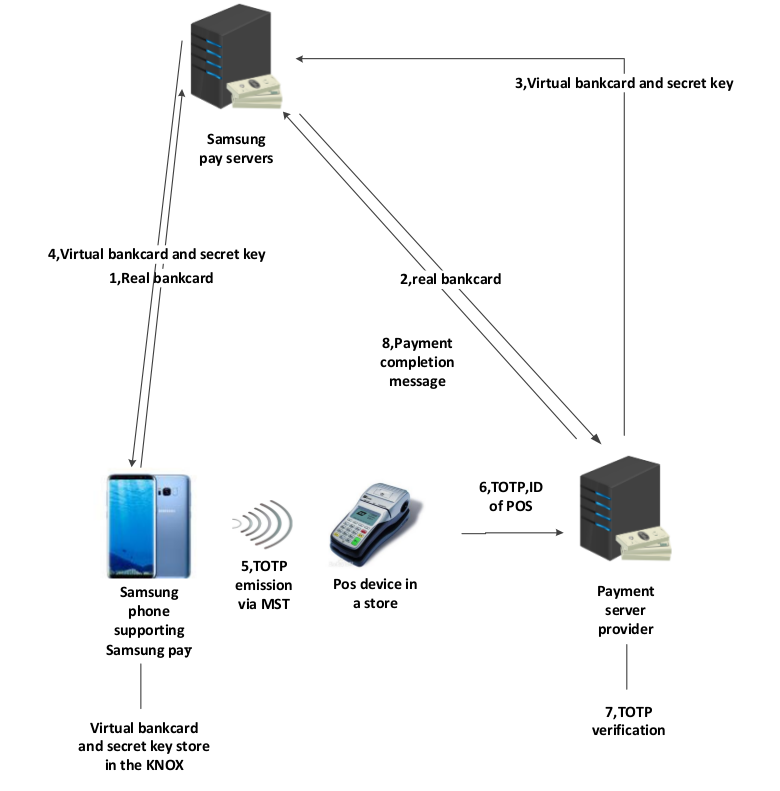 3,Virtual bankcard and secret key
Samsung
pay servers
4,Virtual bankcard and secret key
1,Real bankcard
2,real bankcard
8,Payment
completion
message
6,TOTP,ID
of POS
5,TOTP
emission
via MST
Pos device in
a store
Samsung
phone
supporting
Samsung pay
Payment
server
provider
Virtual bankcard
and secret key store
in the KNOX
7,TOTP
verification